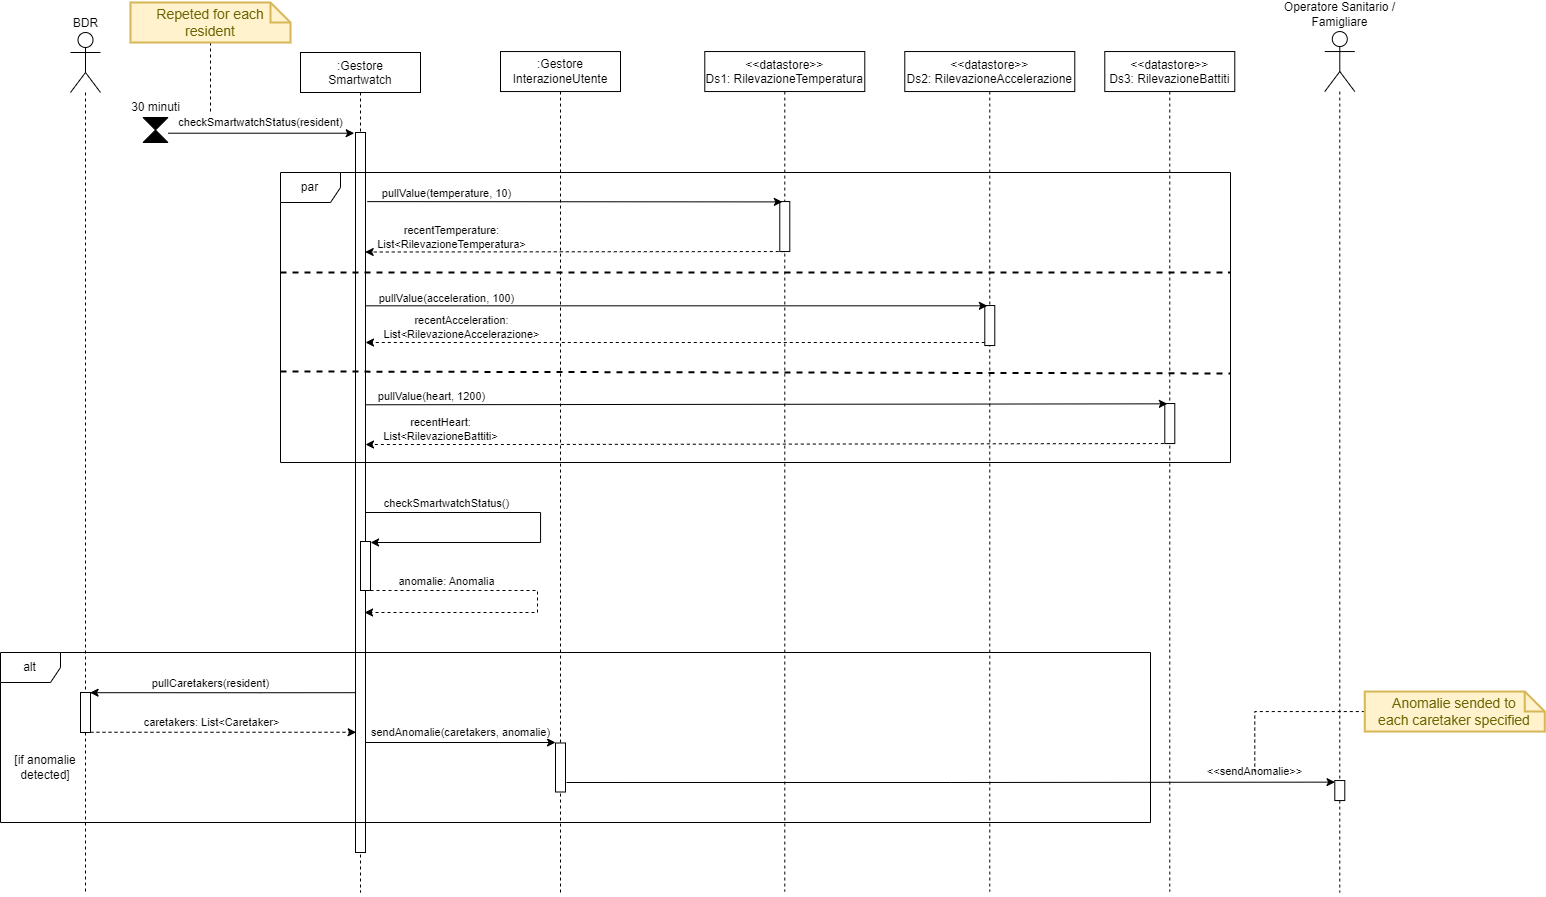 BDR
Repeted for each
resident
Operatore Sanitario /
Famigliare
:Gestore
Smartwatch
:Gestore
InterazioneUtente
<<datastore>>
Ds1: RilevazioneTemperatura
<<datastore>>
Ds2: RilevazioneAccelerazione
<<datastore>>
Ds3: RilevazioneBattiti
30 minuti
checkSmartwatchStatus(resident)
par
pullValue(temperature, 10)
recentTemperature:
List<RilevazioneTemperatura>
pullValue(acceleration, 100)
recentAcceleration:
List<RilevazioneAccelerazione>
pullValue(heart, 1200)
recentHeart:
List<RilevazioneBattiti>
checkSmartwatchStatus()
anomalie: Anomalia
alt
pullCaretakers(resident)
caretakers: List<Caretaker>
sendAnomalie(caretakers, anomalie)
[if anomalie
detected]
Anomalie sended to
each caretaker specified
<<sendAnomalie>>